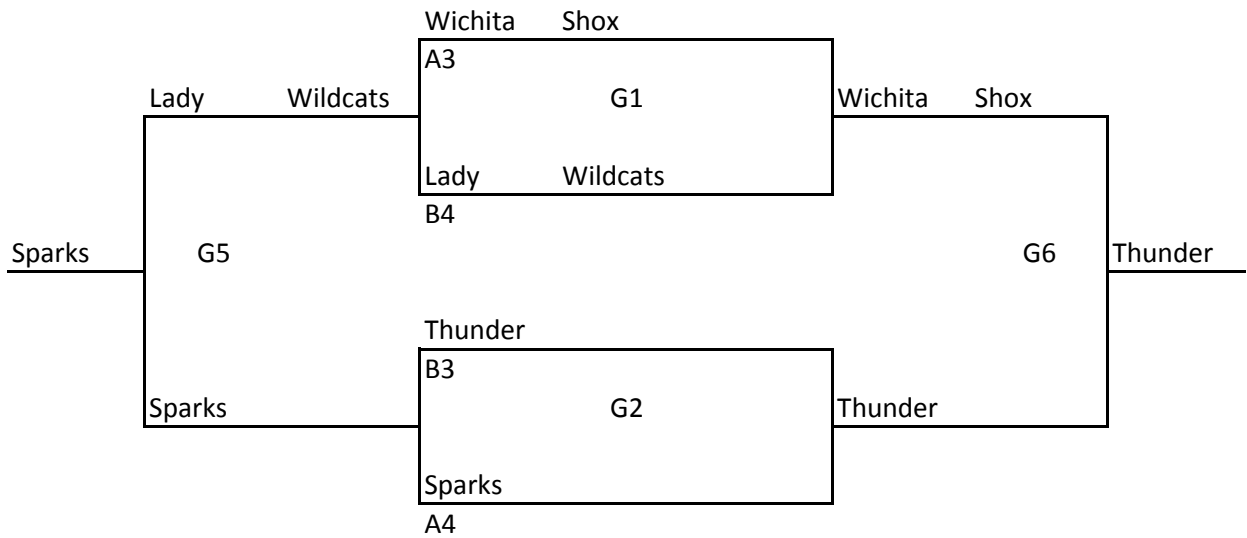 Wichita Shox
A3
Lady Wildcats G1 Wichita Shox
Lady Wildcats
B4
Sparks G5 G6 Thunder
Thunder
B3
Sparks G2 Thunder
Sparks
A4